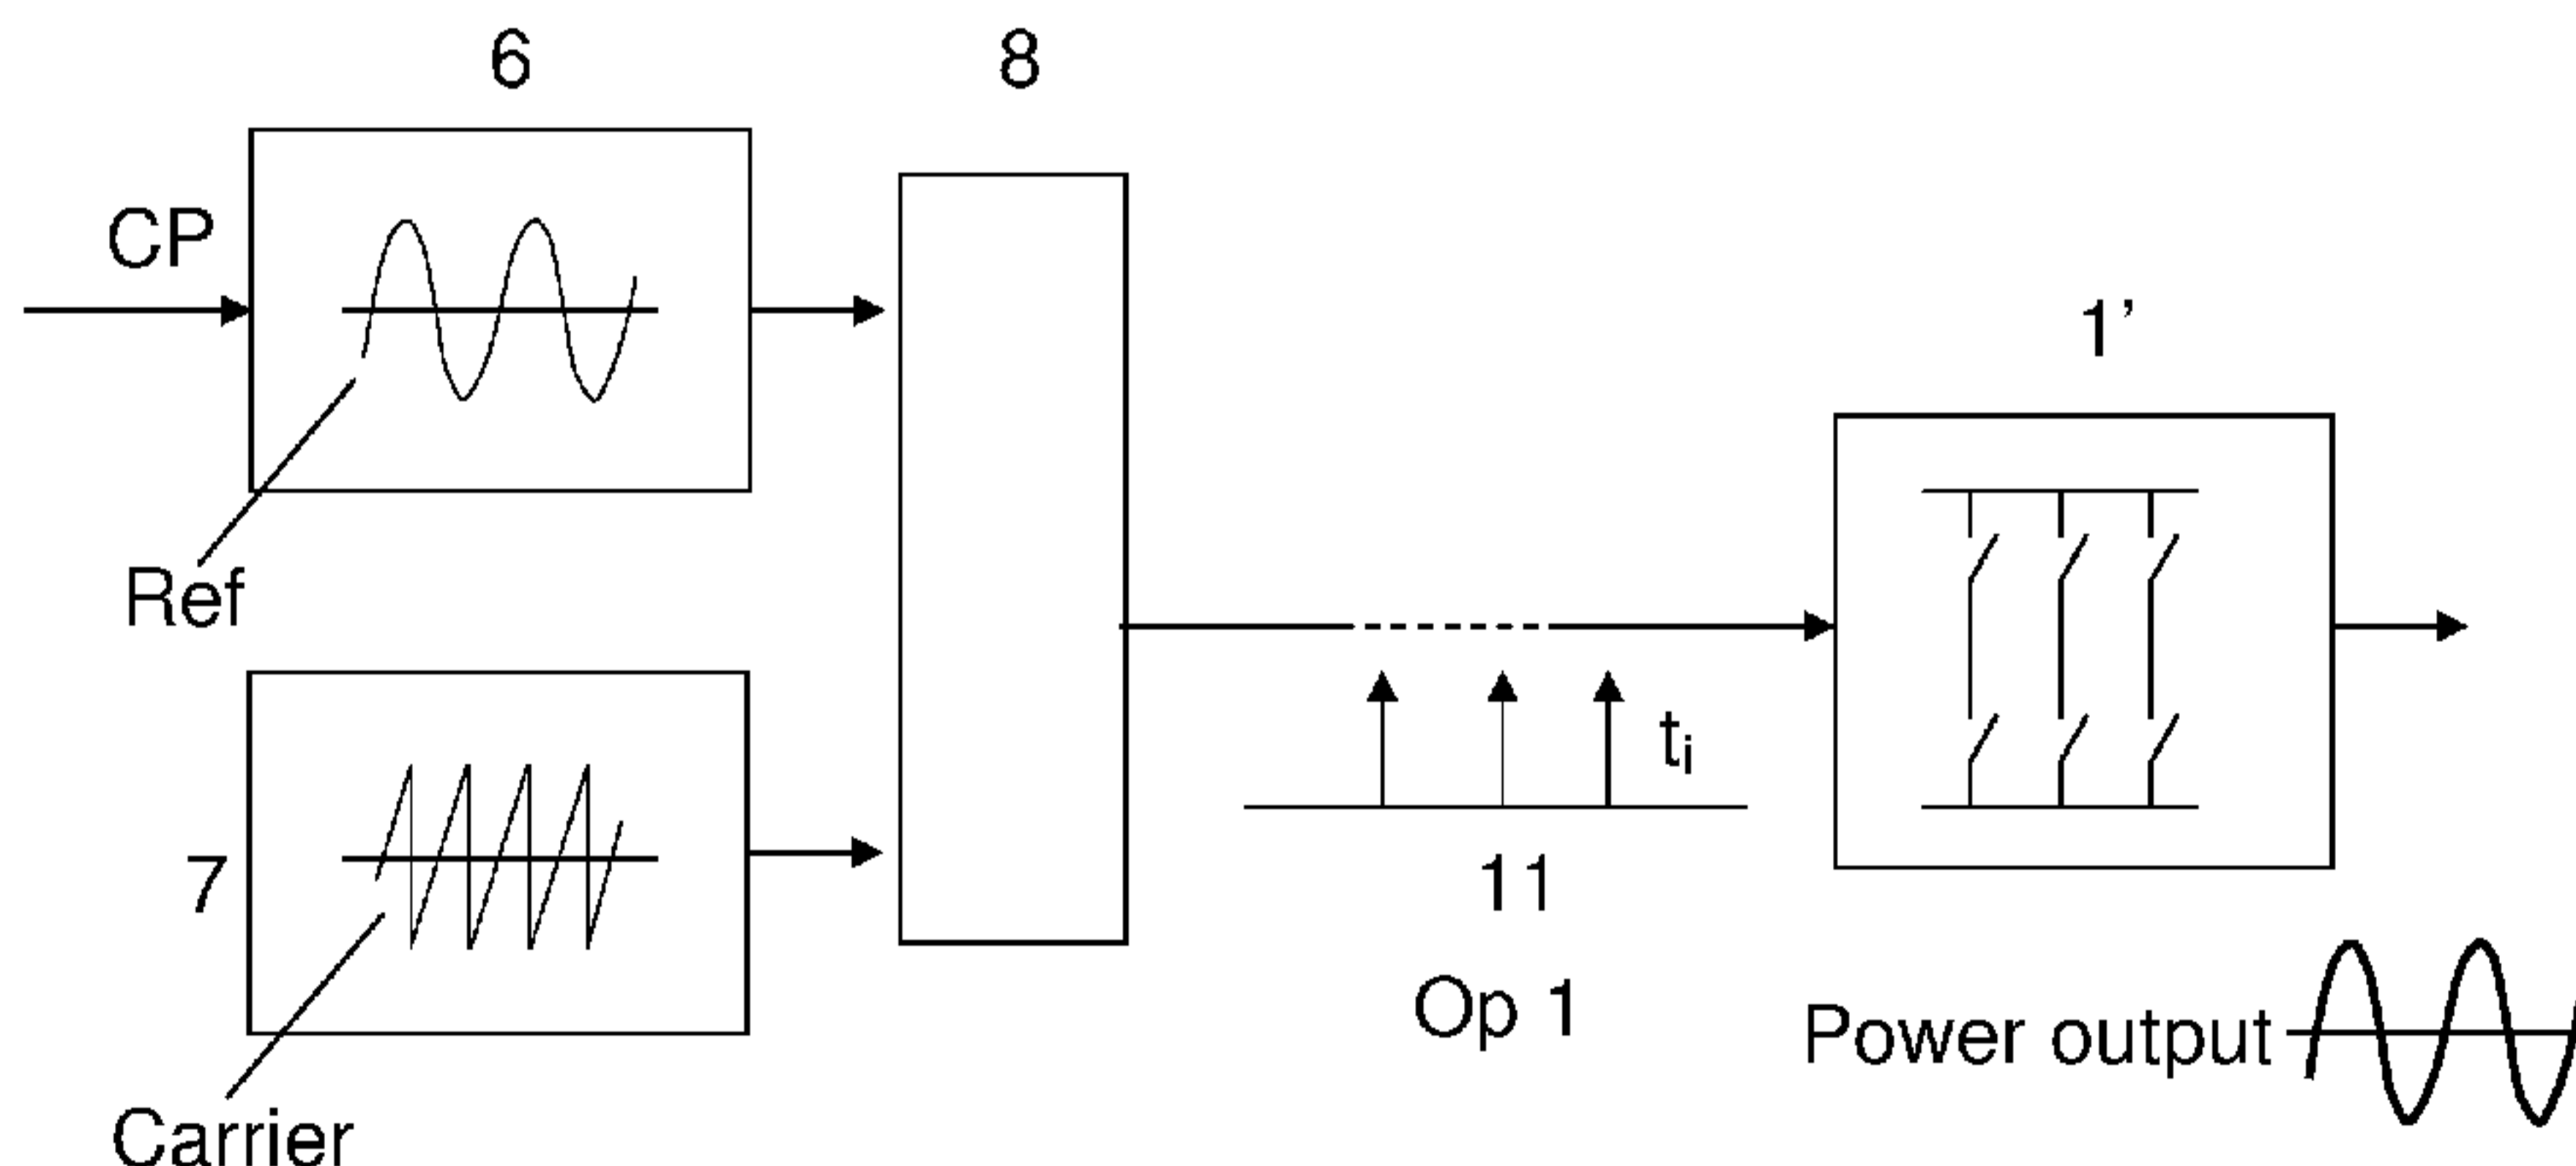 6
8
CP
1’
Ref
tᵢ
7
11
Op 1
Power output
Carrier